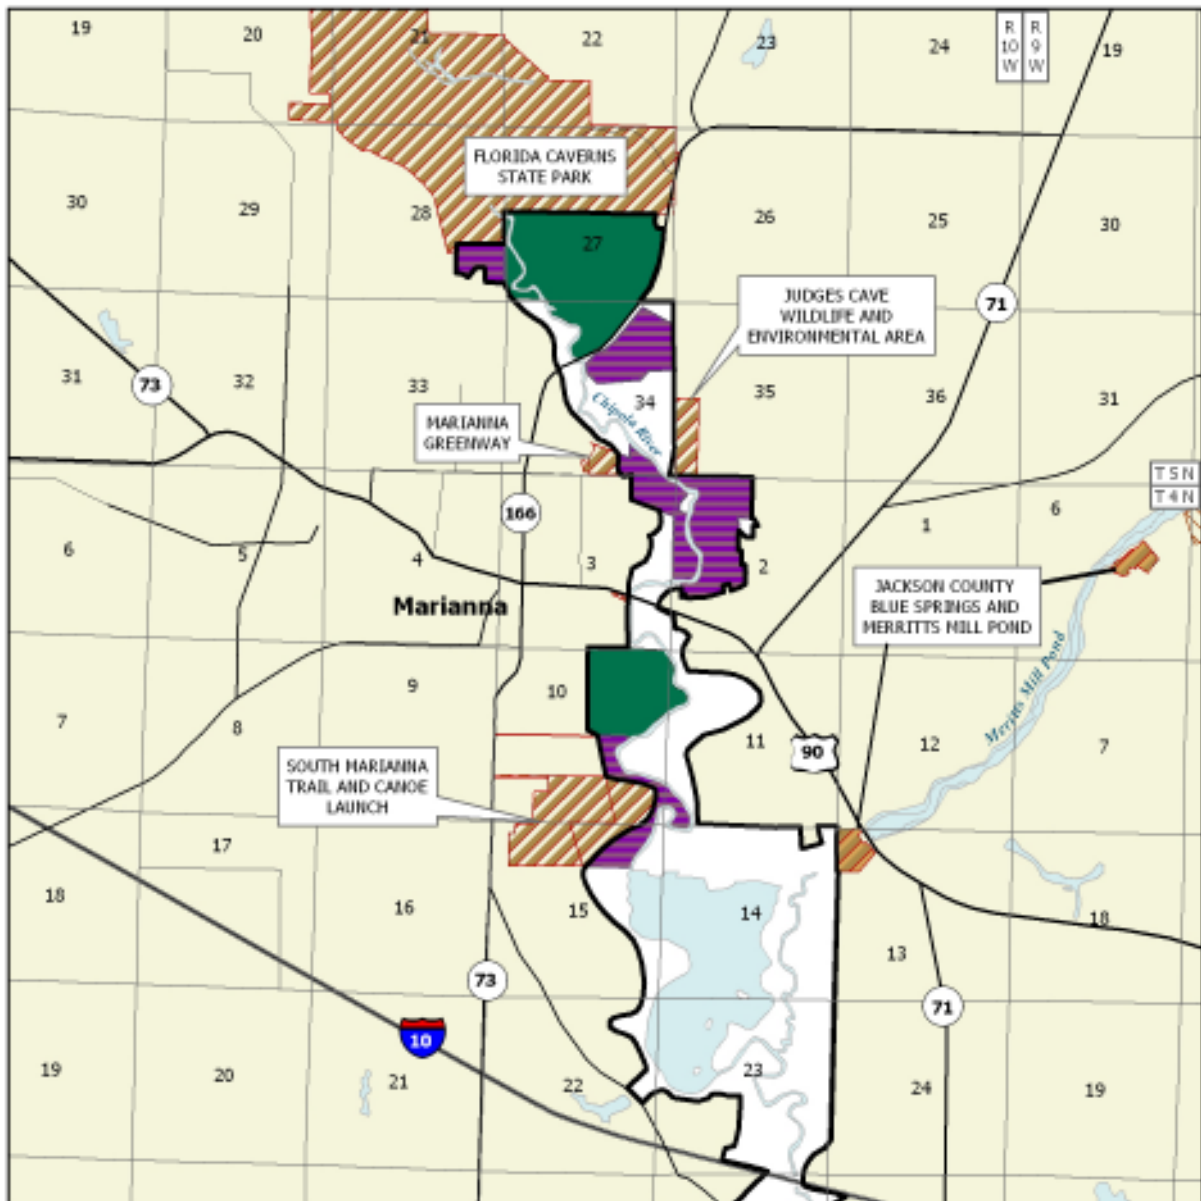 19
20
21
22
23
24
R
10
W
R
9
W
19
FLORIDA CAVERNS
STATE PARK
30
29
28
27
26
25
30
JUDGES CAVE
WILDLIFE AND
ENVIRONMENTAL AREA
71
31
73
32
33
34
35
36
31
Chipola River
MARIANNA
GREENWAY
T 5 N
T 4 N
166
6
5
4
3
2
1
6
Marianna
JACKSON COUNTY
BLUE SPRINGS AND
MERRITTS MILL POND
Merritts Mill Pond
7
8
9
10
11
90
12
7
SOUTH MARIANNA
TRAIL AND CANOE
LAUNCH
17
18
16
15
14
13
18
73
71
10
19
20
21
22
23
24
19